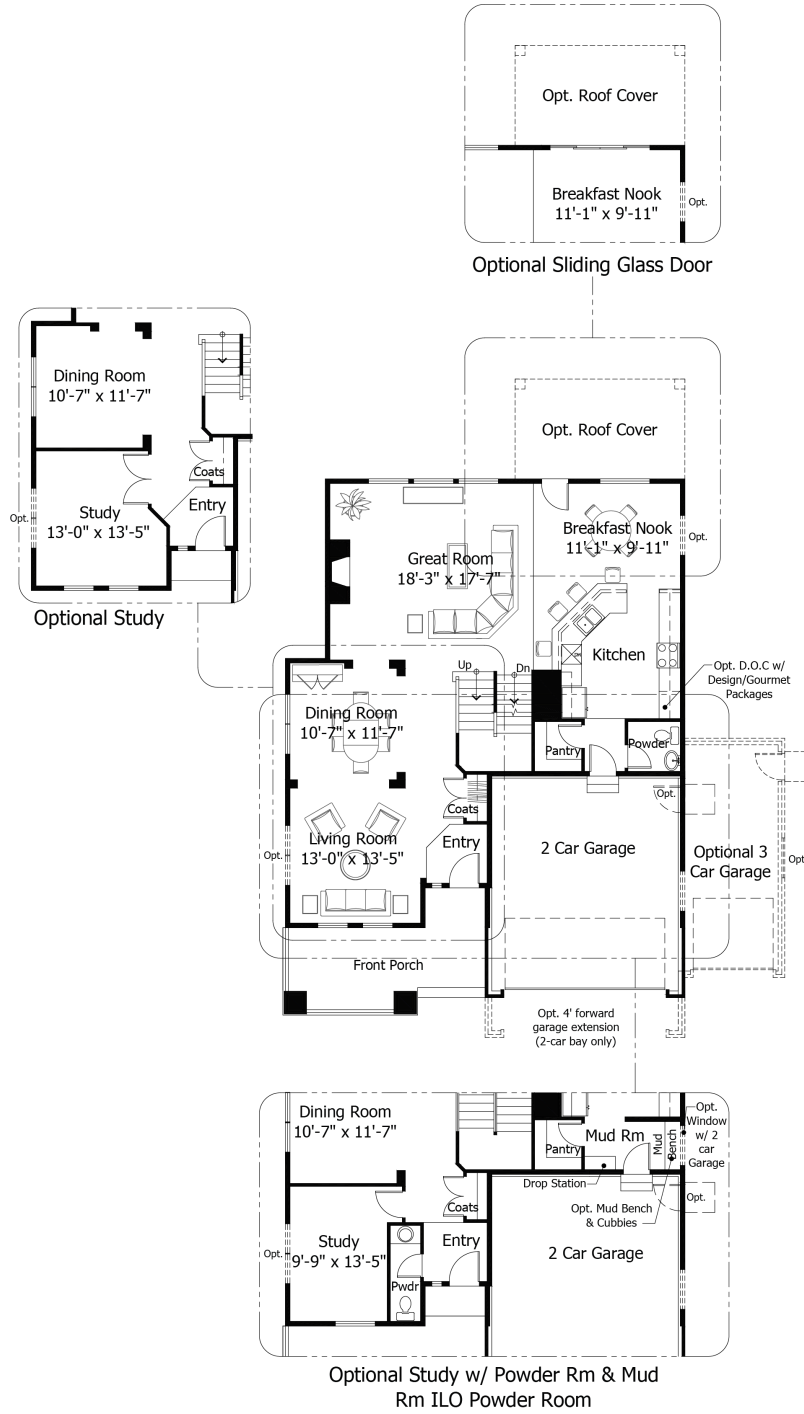 Opt. Roof Cover
Breakfast Nook
11'-1" x 9'-11"
Opt.
Optional Sliding Glass Door
Dining Room
10'-7" x 11'-7"
Coats
Entry
Study
13'-0" x 13'-5"
Opt.
Optional Study
Opt. Roof Cover
Breakfast Nook
11'-1" x 9'-11"
Opt.
Great Room
18'-3" x 17'-7"
Kitchen
Up
Dn
Opt. D.O.C w/
Design/Gourmet
Packages
Dining Room
10'-7" x 11'-7"
Pantry
Powder
Opt.
Coats
Living Room
13'-0" x 13'-5"
Opt.
Entry
2 Car Garage
Optional 3
Car Garage
Opt
Front Porch
Opt. 4' forward
garage extension
(2-car bay only)
Dining Room
10'-7" x 11'-7"
Pantry
Mud Rm
Mud
Bench
Opt.
Window
w/ 2
car
Garage
Drop Station
Opt.
Opt. Mud Bench
& Cubbies
Coats
Study
9'-9" x 13'-5"
Opt.
Entry
Pwdr
2 Car Garage
Optional Study w/ Powder Rm & Mud
Rm ILO Powder Room